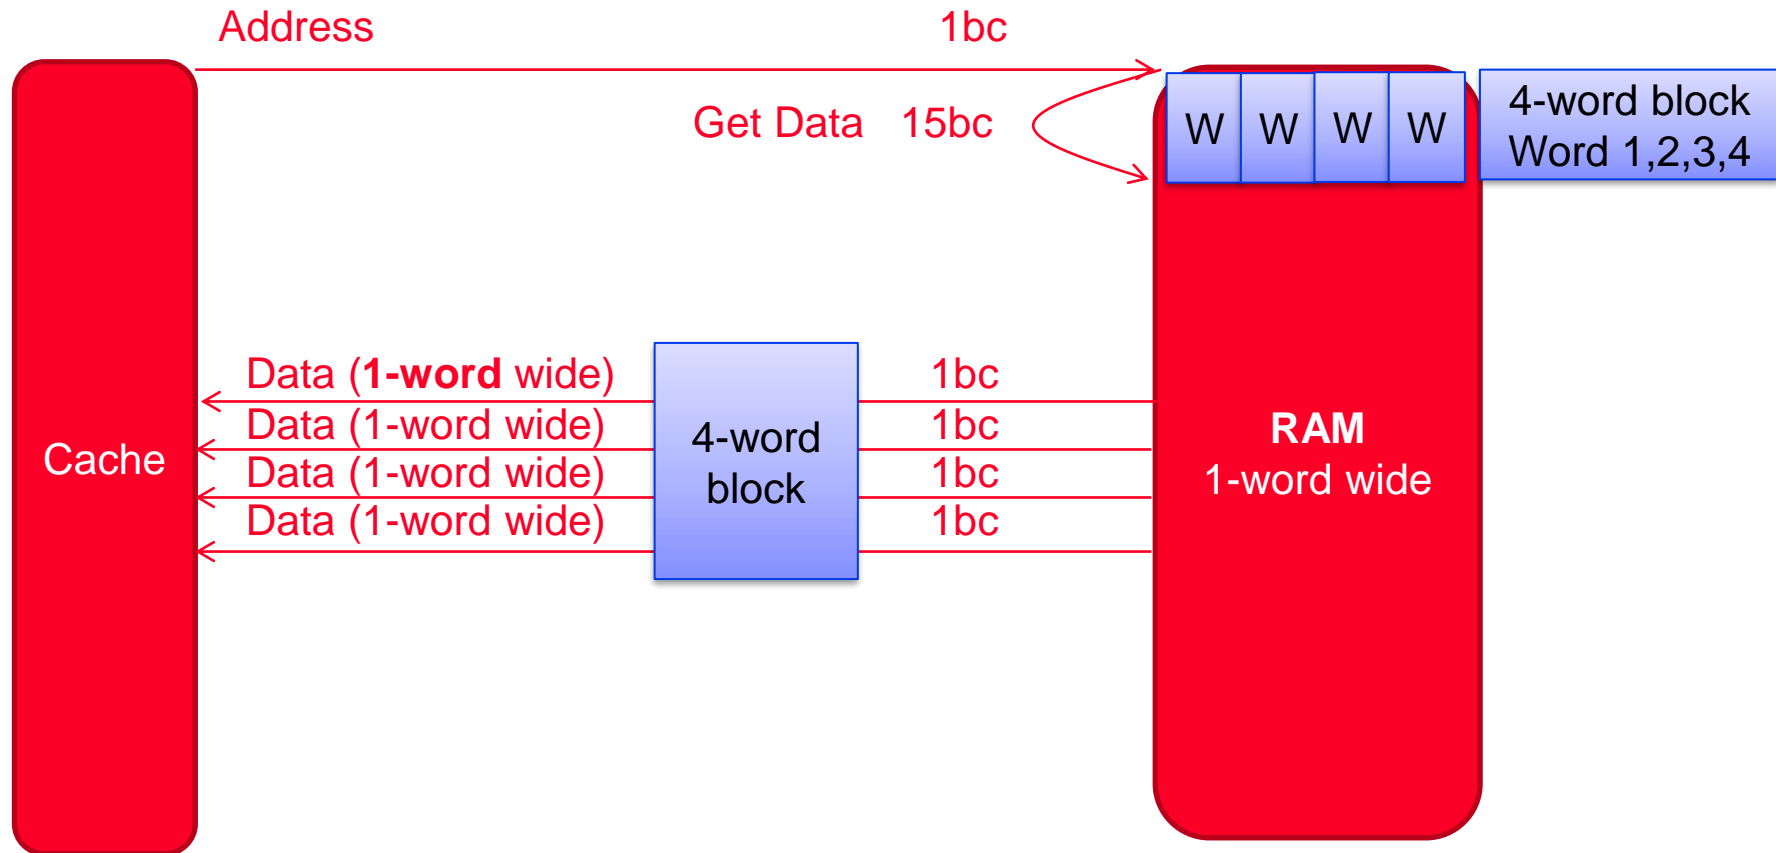 Address 1bc
Get Data 15bc
W W W W
4-word block
Word 1,2,3,4
Data (1-word wide) 1bc
Data (1-word wide) 1bc
Data (1-word wide) 1bc
Data (1-word wide) 1bc
4-word
block
Cache
RAM
1-word wide